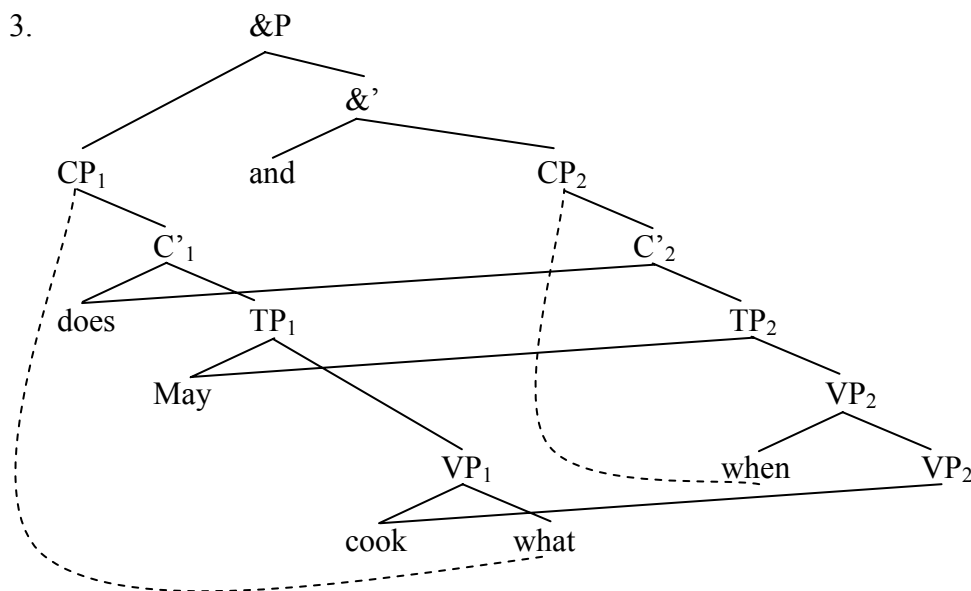 3. &P
&’
CP₁ and CP₂
C’₁ C’₂
does TP₁ TP₂
May VP₂
VP₁ when VP₂
cook what